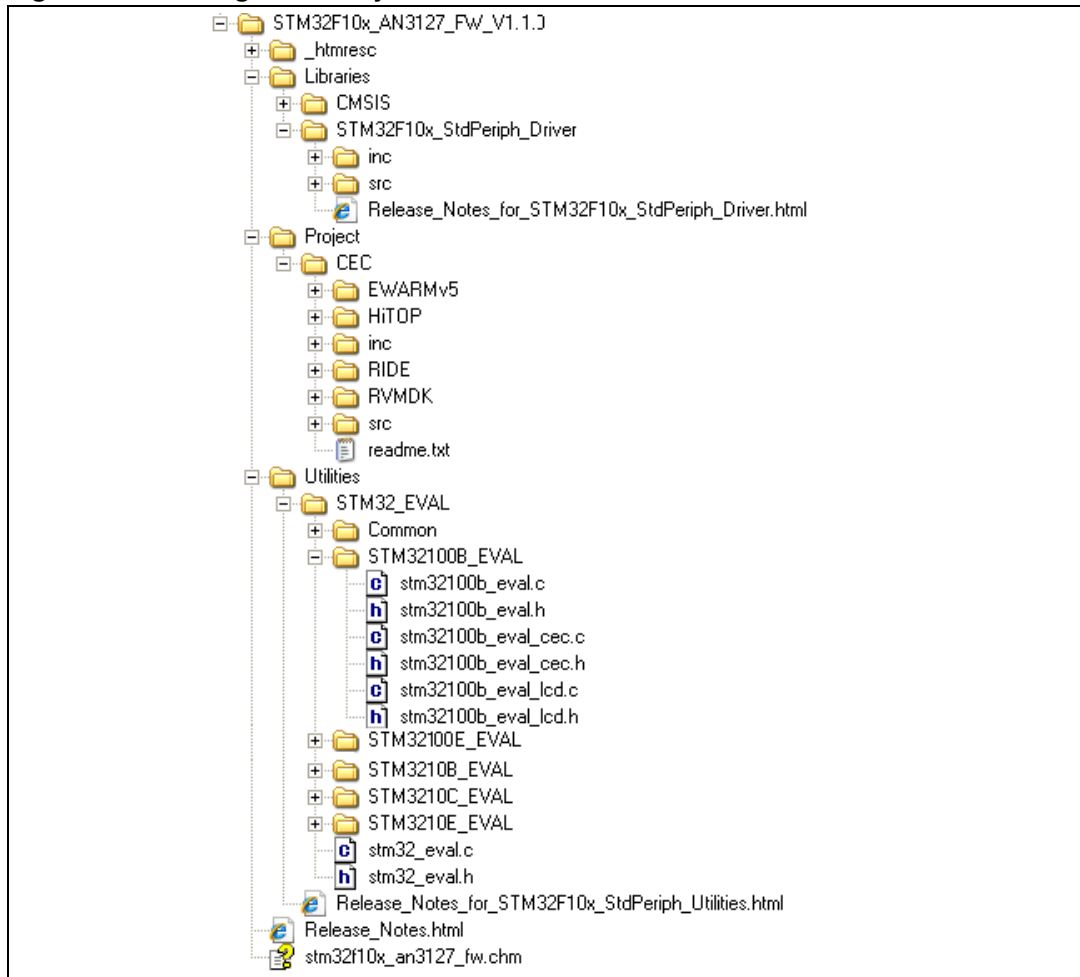 STM32F10x_AN3127_FW_V1.1.0
_htmresc
Libraries
CMSIS
STM32F10x_StdPeriph_Driver
inc
src
Release_Notes_for_STM32F10x_StdPeriph_Driver.html
Project
CEC
EWARMv5
HiTOP
inc
RIDE
RVMDK
src
readme.txt
Utilities
STM32_EVAL
Common
STM32100B_EVAL
c stm32100b_eval.c
h stm32100b_eval.h
c stm32100b_eval_cec.c
h stm32100b_eval_cec.h
c stm32100b_eval_lcd.c
h stm32100b_eval_lcd.h
STM32100E_EVAL
STM3210B_EVAL
STM3210C_EVAL
STM3210E_EVAL
c stm32_eval.c
h stm32_eval.h
Release_Notes_for_STM32F10x_StdPeriph_Utilities.html
Release_Notes.html
stm32f10x_an3127_fw.chm